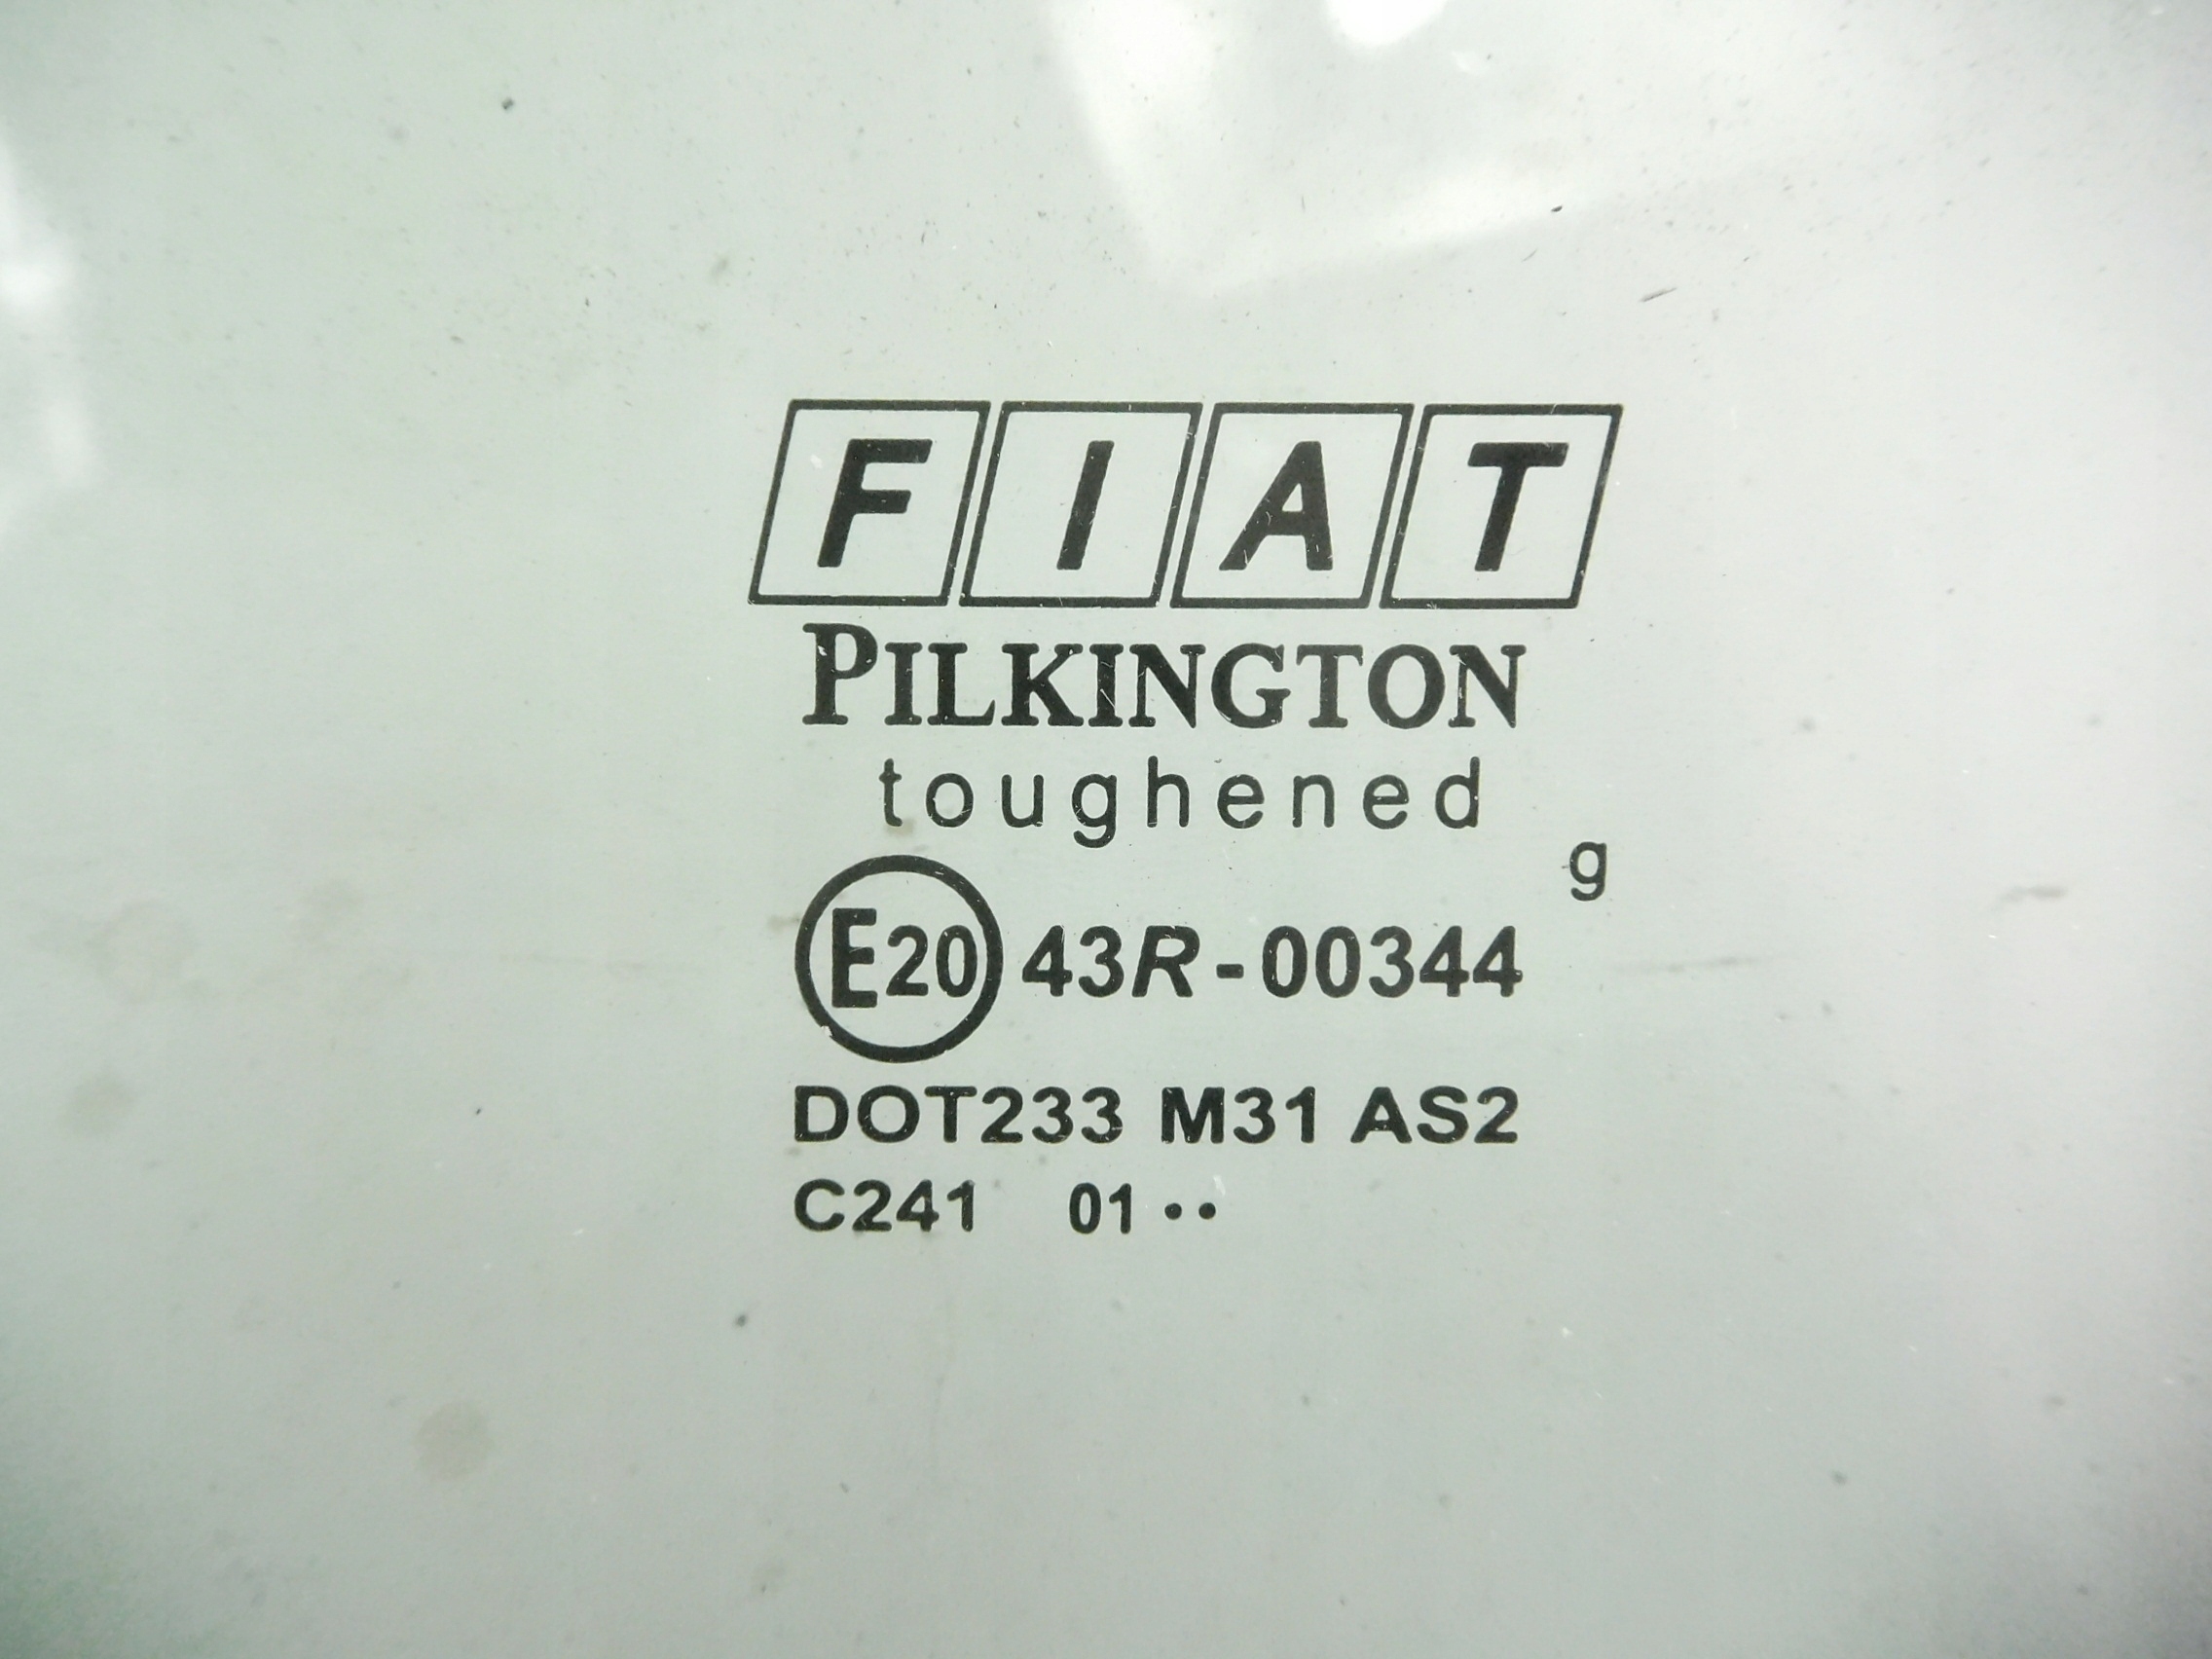 FIAT
PILKINGTON
toughened
g
E20 43R-00344
DOT233 M31 AS2
C241 01 ••